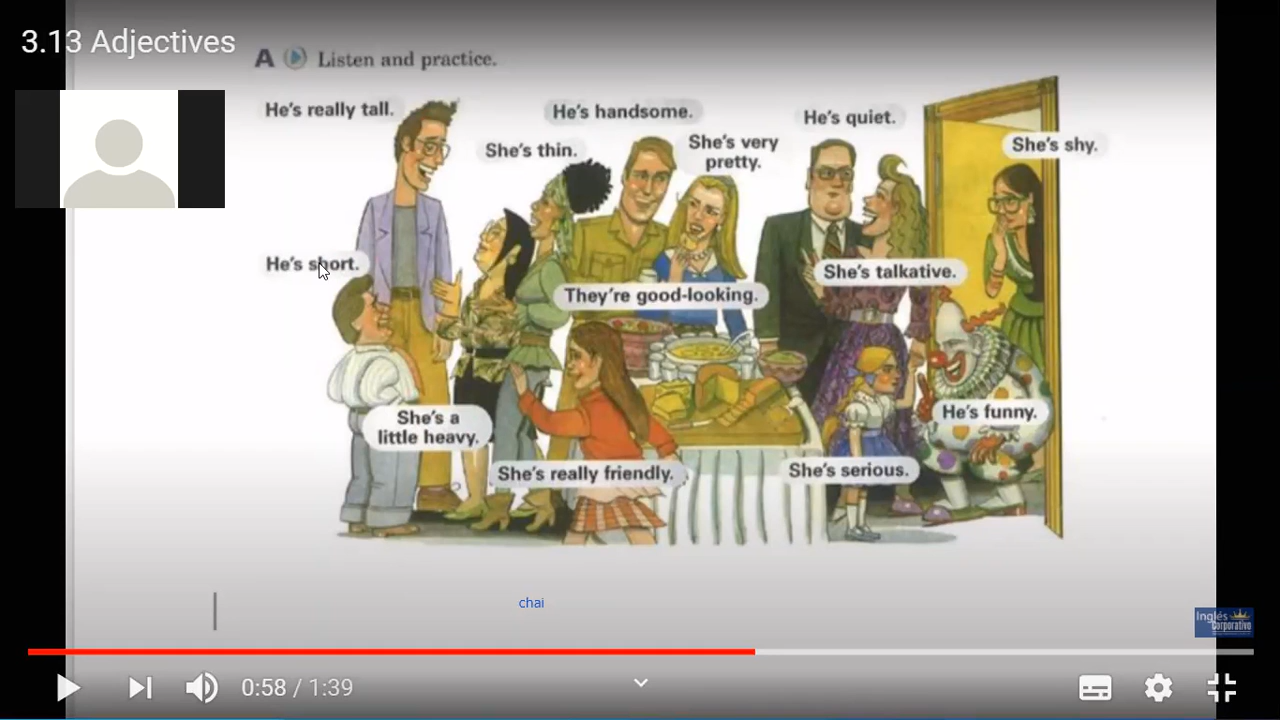 3.13 Adjectives
A Listen and practice.
He's really tall.
He's handsome.
He's quiet.
She's thin.
She's very
pretty.
She's shy.
He's short.
She's talkative.
They're good-looking.
She's a
little heavy.
He's funny.
She's really friendly.
She's serious.
chai
Inglés
Corporativo
0:58 / 1:39